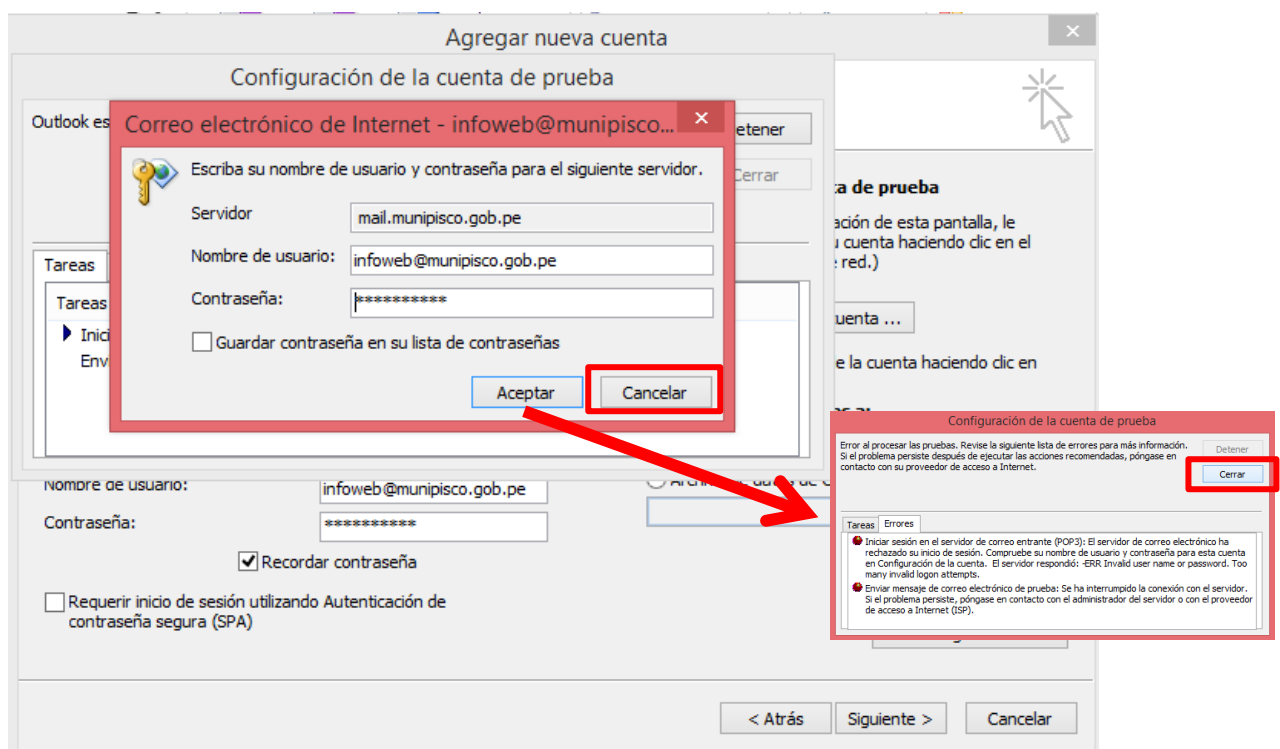 Agregar nueva cuenta
Configuración de la cuenta de prueba
Outlook es
Correo electrónico de Internet - infoweb@munipisco...
etener
Escriba su nombre de usuario y contraseña para el siguiente servidor.
Cerrar
Servidor
mail.munipisco.gob.pe
Nombre de usuario:
infoweb@munipisco.gob.pe
Contraseña:
**********
Guardar contraseña en su lista de contraseñas
Aceptar
Cancelar
Tareas
Tareas
Inici
Env
a de prueba
ación de esta pantalla, le
u cuenta haciendo clic en el
red.)
uenta ...
e la cuenta haciendo clic en
Nombre de usuario:
infoweb@munipisco.gob.pe
Contraseña:
**********
Recordar contraseña
Requerir inicio de sesión utilizando Autenticación de
contraseña segura (SPA)
Configuración de la cuenta de prueba
Error al procesar las pruebas. Revise la siguiente lista de errores para más información.
Si el problema persiste después de ejecutar las acciones recomendadas, póngase en
contacto con su proveedor de acceso a Internet.
Detener
Cerrar
Tareas
Errores
Iniciar sesión en el servidor de correo entrante (POP3): El servidor de correo electrónico ha
rechazado su inicio de sesión. Compruebe su nombre de usuario y contraseña para esta cuenta
en Configuración de la cuenta. El servidor respondió: -ERR Invalid user name or password. Too
many invalid logon attempts.
Enviar mensaje de correo electrónico de prueba: Se ha interrumpido la conexión con el servidor.
Si el problema persiste, póngase en contacto con el administrador del servidor o con el proveedor
de acceso a Internet (ISP).
< Atrás
Siguiente >
Cancelar